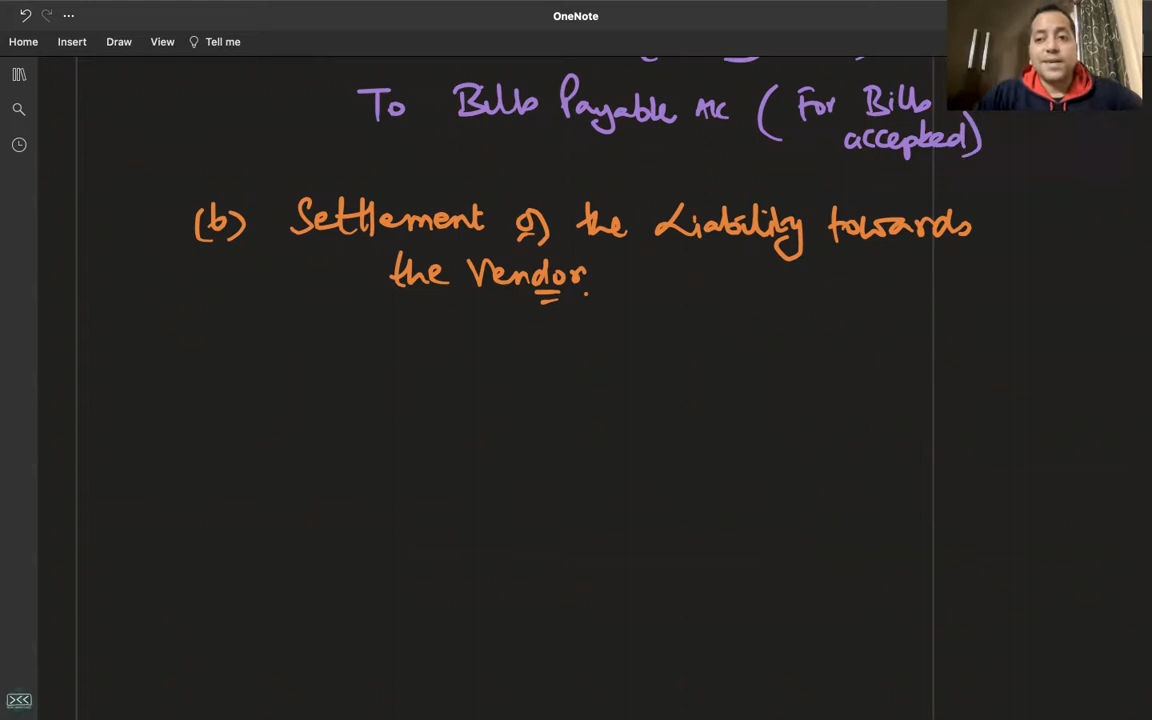 OneNote
Home Insert Draw View Tell me
To Bills Payable A/c (For Bills
accepted)
(b) Settlement of the Liability towards
the Vendor.